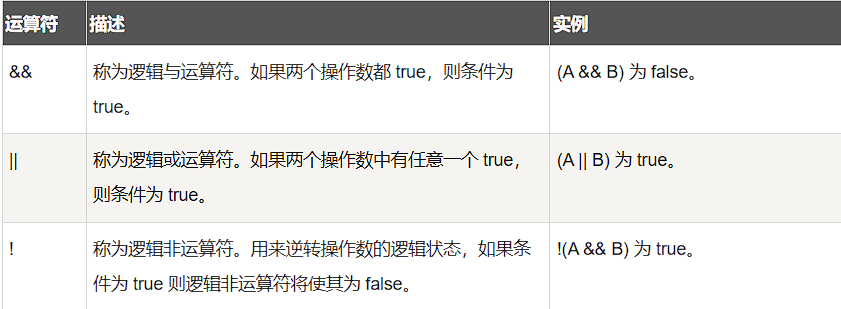 运算符 描述 实例
&& 称为逻辑与运算符。如果两个操作数都 true，则条件为 (A && B) 为 false。
true。
|| 称为逻辑或运算符。如果两个操作数中有任意一个 true， (A || B) 为 true。
则条件为 true。
! 称为逻辑非运算符。用来逆转操作数的逻辑状态，如果条 !(A && B) 为 true。
件为 true 则逻辑非运算符将使其为 false。